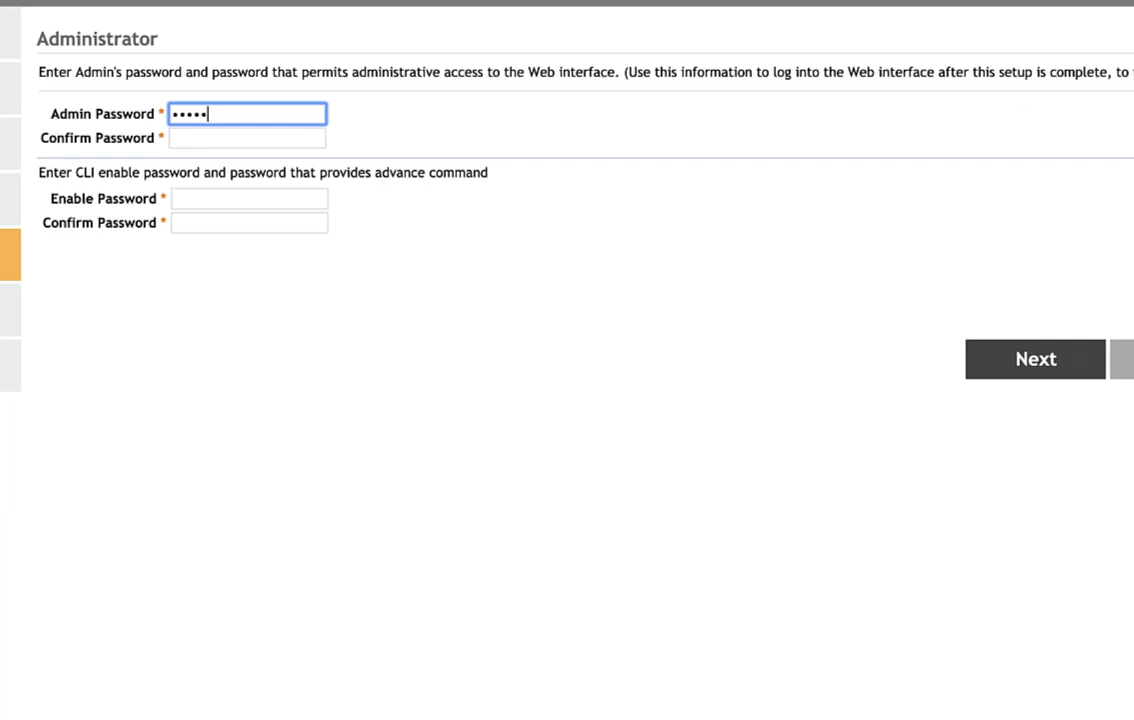 Administrator
Enter Admin's password and password that permits administrative access to the Web interface. (Use this information to log into the Web interface after this setup is complete, to
Admin Password * •••••
Confirm Password *
Enter CLI enable password and password that provides advance command
Enable Password *
Confirm Password *
Next